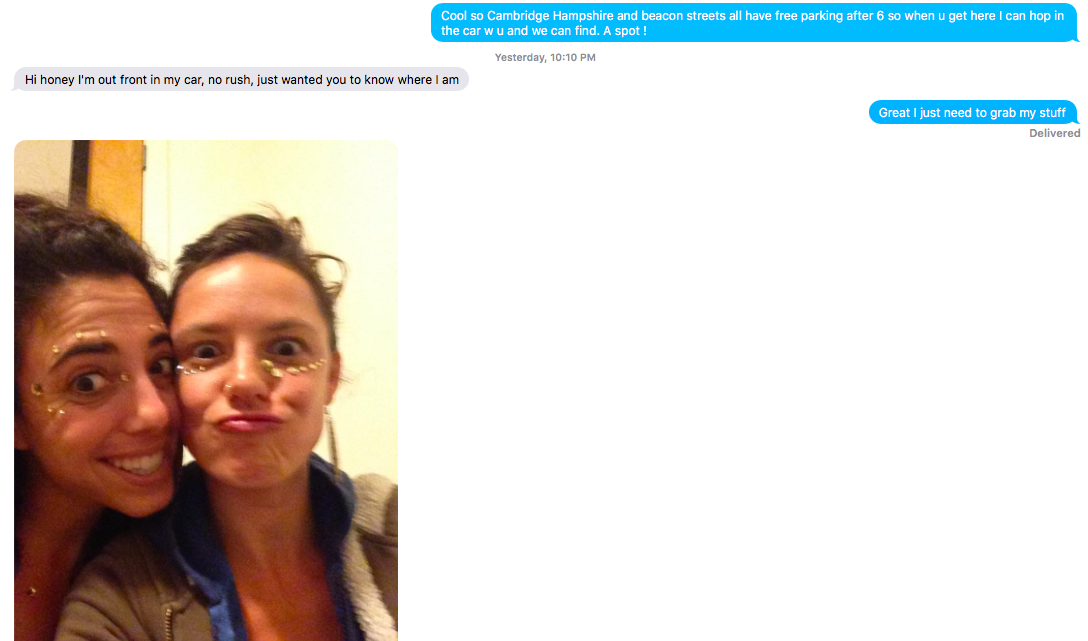 Cool so Cambridge Hampshire and beacon streets all have free parking after 6 so when u get here I can hop in
the car w u and we can find. A spot !
Yesterday, 10:10 PM
Hi honey I'm out front in my car, no rush, just wanted you to know where I am
Great I just need to grab my stuff
Delivered